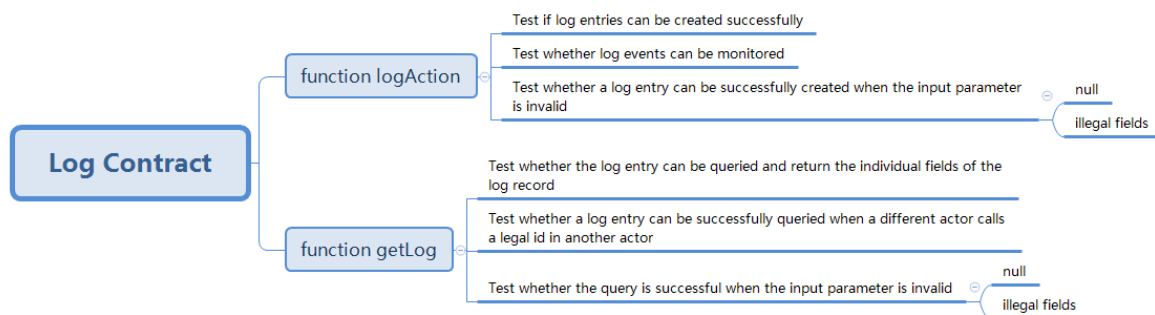 Log Contract
function logAction
Test if log entries can be created successfully
Test whether log events can be monitored
Test whether a log entry can be successfully created when the input parameter
is invalid
null
illegal fields
function getLog
Test whether the log entry can be queried and return the individual fields of the
log record
Test whether a log entry can be successfully queried when a different actor calls
a legal id in another actor
Test whether the query is successful when the input parameter is invalid
null
illegal fields